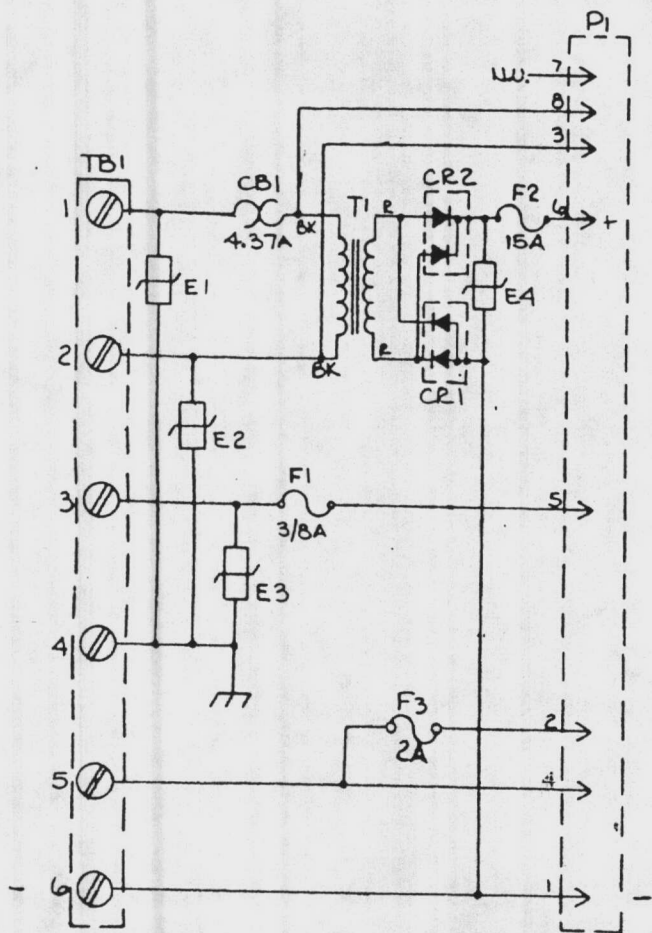 P1
7
N.U.
8
3
TB1
CB1
T1
CR2
F2
1
4.37A
BK
R
6
+
15A
E1
E4
2
BK
R
CR1
E2
F1
3
5
3/8A
E3
4
F3
2
2A
5
4
6
1
-
-